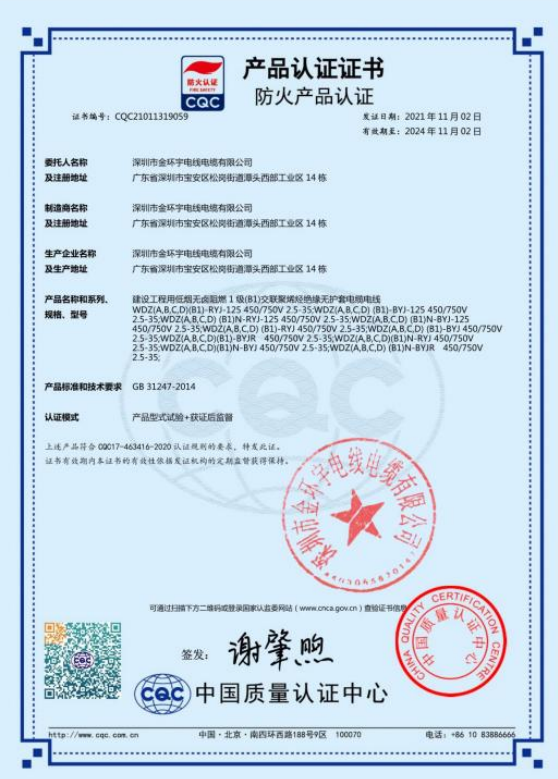 防火认证
FIRE SAFETY
CQC
产品认证证书
防火产品认证
证书编号：CQC21011319059
发证日期：2021 年 11 月 02 日
有效期至：2024 年 11 月 02 日
委托人名称 深圳市金环宇电线电缆有限公司
及注册地址 广东省深圳市宝安区松岗街道潭头西部工业区 14 栋
制造商名称 深圳市金环宇电线电缆有限公司
及注册地址 广东省深圳市宝安区松岗街道潭头西部工业区 14 栋
生产企业名称 深圳市金环宇电线电缆有限公司
及生产地址 广东省深圳市宝安区松岗街道潭头西部工业区 14 栋
产品名称和系列、 建设工程用低烟无卤阻燃 1 级(B1)交联聚烯烃绝缘无护套电缆电线
规格、型号 WDZ(A,B,C,D)(B1)-RYJ-125 450/750V 2.5-35;WDZ(A,B,C,D) (B1)-BYJ-125 450/750V
2.5-35;WDZ(A,B,C,D) (B1)N-RYJ-125 450/750V 2.5-35;WDZ(A,B,C,D) (B1)N-BYJ-125
450/750V 2.5-35;WDZ(A,B,C,D) (B1)-RYJ 450/750V 2.5-35;WDZ(A,B,C,D) (B1)-BYJ 450/750V
2.5-35;WDZ(A,B,C,D)(B1)-BYJR 450/750V 2.5-35;WDZ(A,B,C,D)(B1)N-RYJ 450/750V
2.5-35;WDZ(A,B,C,D)(B1)N-BYJ 450/750V 2.5-35;WDZ(A,B,C,D) (B1)N-BYJR 450/750V
2.5-35;
产品标准和技术要求 GB 31247-2014
认证模式 产品型式试验+获证后监督
上述产品符合 CQC17-463416-2020 认证规则的要求，特发此证。
证书有效期内本证书的有效性依据发证机构的定期监督获得保持。
CQC
深圳市金环宇电线电缆有限公司
可通过扫描下方二维码或登录国家认监委网站（www.cnca.gov.cn）查验证书信息
CHINA QUALITY CERTIFICATION CENTRE
中国质量认证中心
签发： 谢肇煦
CQC 中国质量认证中心
http://www.cqc.com.cn 中国·北京·南四环西路188号9区 100070 电话：+86 10 83886666